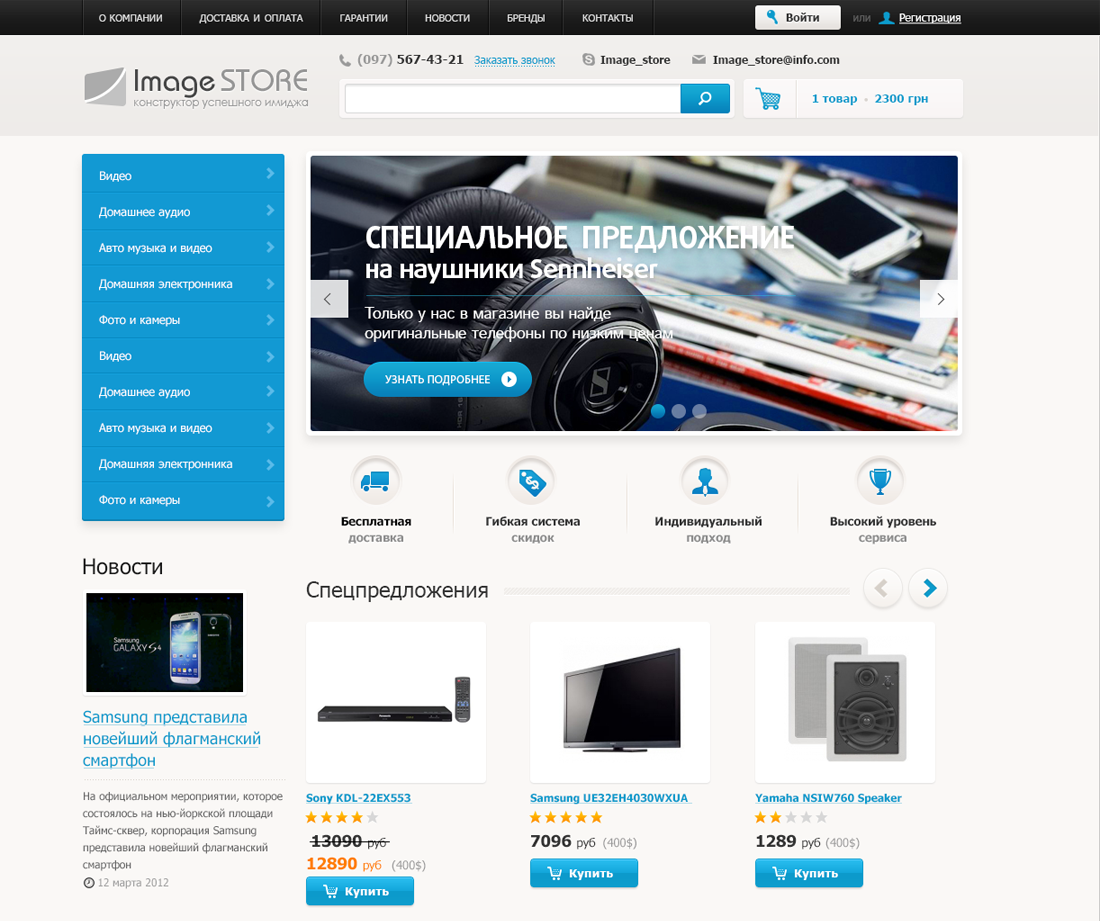 О КОМПАНИИ
ДОСТАВКА И ОПЛАТА
ГАРАНТИИ
НОВОСТИ
БРЕНДЫ
КОНТАКТЫ
Войти
или
Регистрация
Image STORE
конструктор успешного имиджа
(097) 567-43-21
Заказать звонок
Image_store
Image_store@info.com
1 товар • 2300 грн
Видео
Домашнее аудио
Авто музыка и видео
Домашняя электронника
Фото и камеры
Видео
Домашнее аудио
Авто музыка и видео
Домашняя электронника
Фото и камеры
СПЕЦИАЛЬНОЕ ПРЕДЛОЖЕНИЕ
на наушники Sennheiser
Только у нас в магазине вы найде
оригинальные телефоны по низким ценам
УЗНАТЬ ПОДРОБНЕЕ
Бесплатная
доставка
Гибкая система
скидок
Индивидуальный
подход
Высокий уровень
сервиса
Новости
Samsung
GALAXY S4
Samsung представила
новейший флагманский
смартфон
На официальном мероприятии, которое
состоялось на нью-йоркской площади
Таймс-сквер, корпорация Samsung
представила новейший флагманский
смартфон
12 марта 2012
Спецпредложения
Sony KDL-22EX553
13090 руб
12890 руб (400$)
Купить
Samsung UE32EH4030WXUA
7096 руб (400$)
Купить
Yamaha NSIW760 Speaker
1289 руб (400$)
Купить